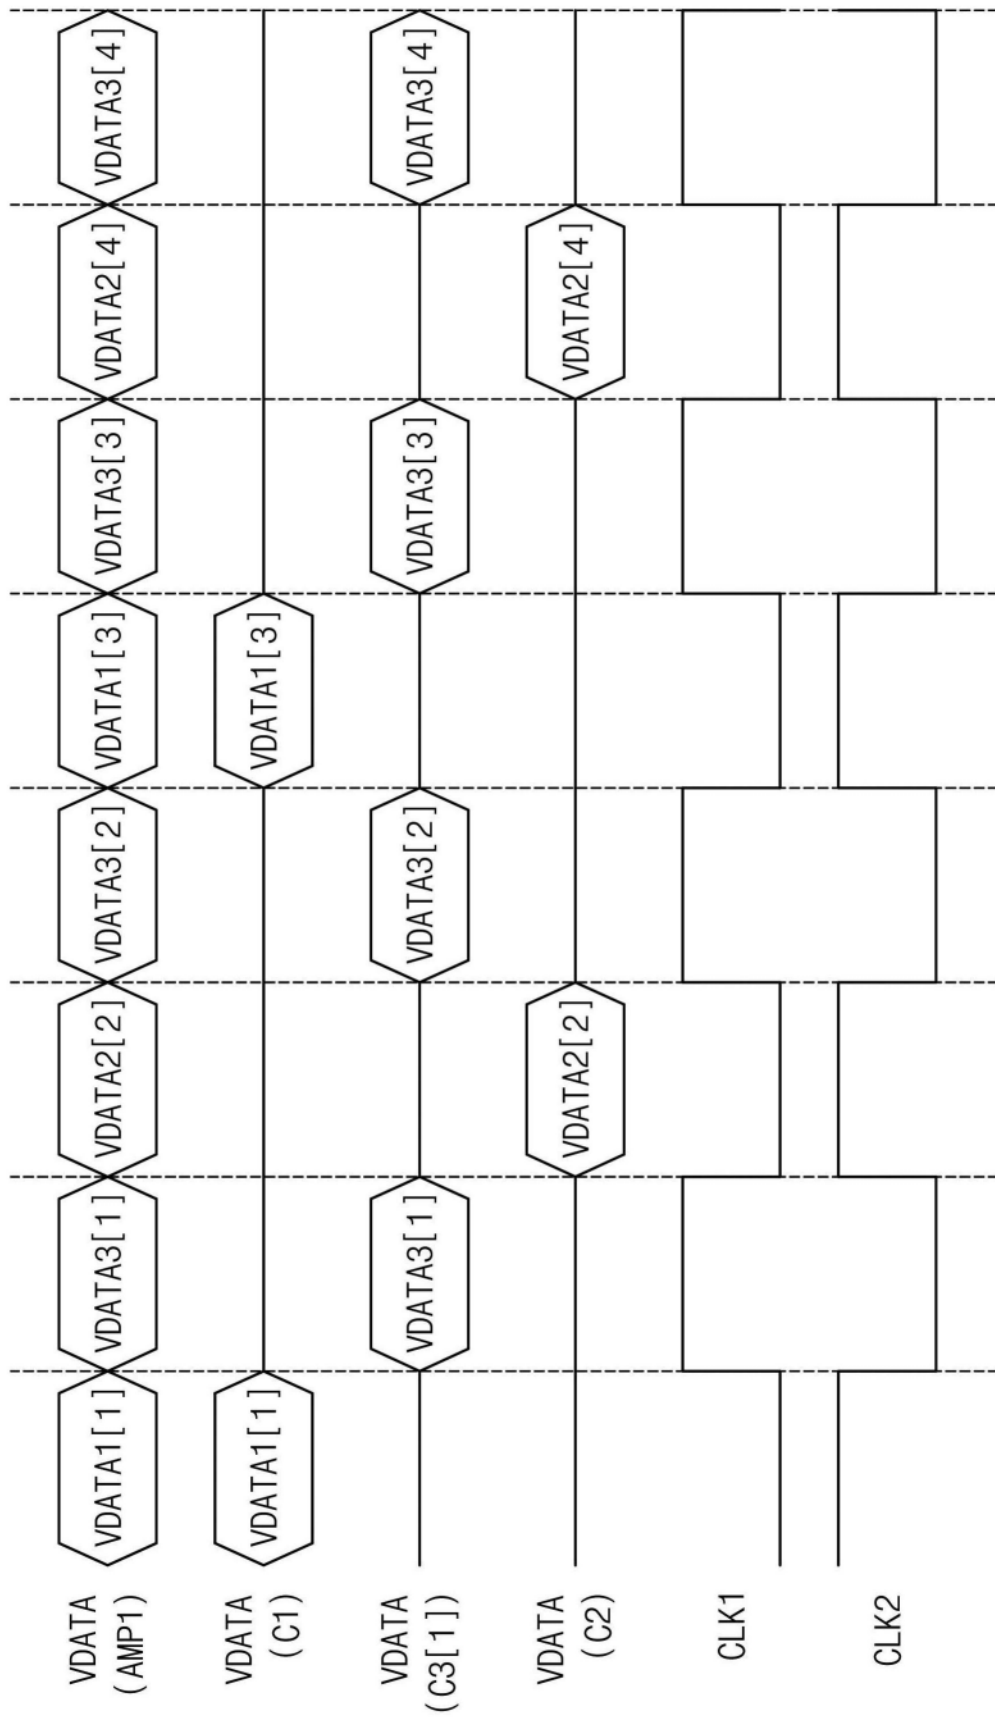 VDATA
(AMP1)
VDATA1[1]
VDATA3[1]
VDATA2[2]
VDATA3[2]
VDATA1[3]
VDATA3[3]
VDATA2[4]
VDATA3[4]
VDATA
(C1)
VDATA1[1]
VDATA1[3]
VDATA
(C3[1])
VDATA3[1]
VDATA3[2]
VDATA3[3]
VDATA3[4]
VDATA
(C2)
VDATA2[2]
VDATA2[4]
CLK1
CLK2